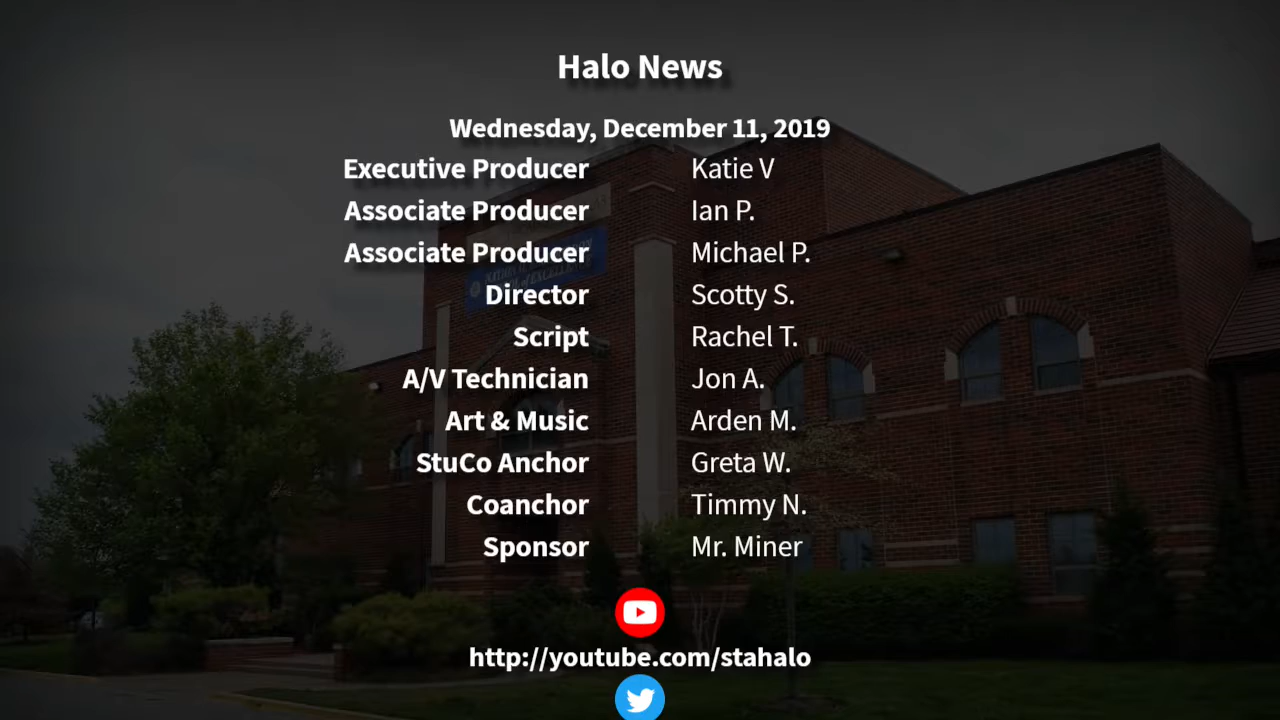 Halo News
Wednesday, December 11, 2019
Executive Producer Katie V
Associate Producer Ian P.
Associate Producer Michael P.
Director Scotty S.
Script Rachel T.
A/V Technician Jon A.
Art & Music Arden M.
StuCo Anchor Greta W.
Coanchor Timmy N.
Sponsor Mr. Miner
http://youtube.com/stahalo